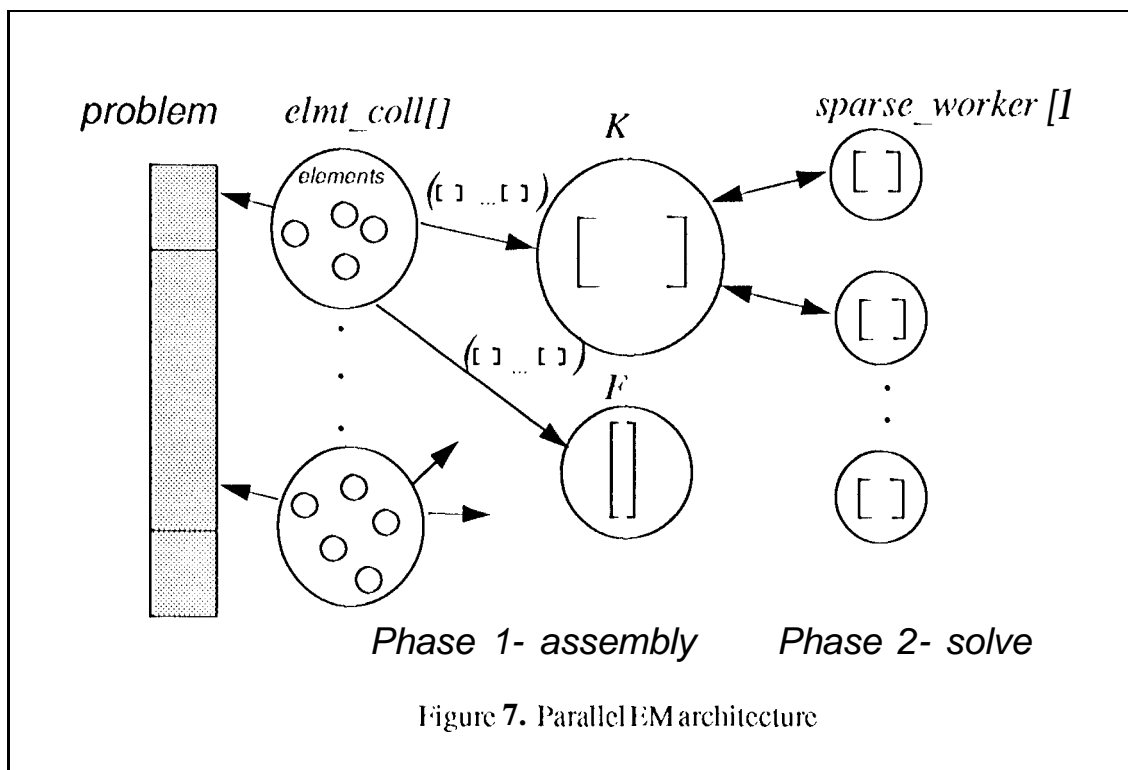 problem
elmt_coll[]
K
sparse_worker [1
elements
([ ] ... [ ])
[ ]
[ ]
[ ]
([ ] ... [ ])
F
[ ]
[ ]
Phase 1- assembly
Phase 2- solve
Figure 7. Parallel EM architecture